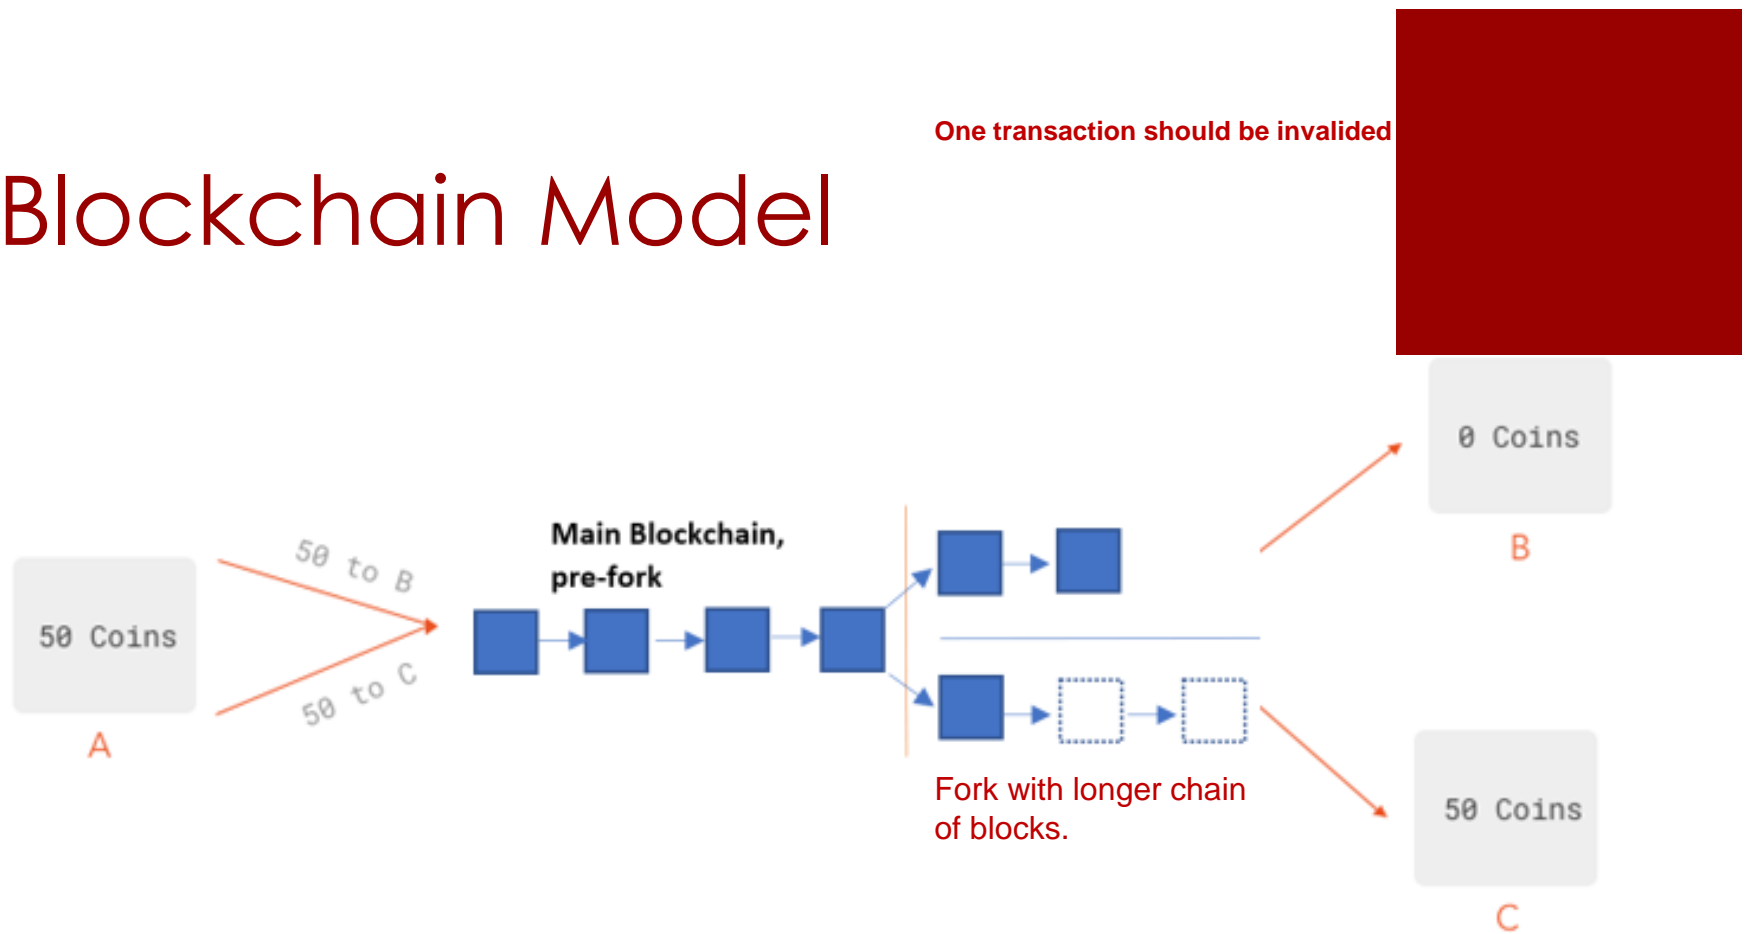 One transaction should be invalided
Blockchain Model
0 Coins
B
Main Blockchain,
pre-fork
50 to B
50 Coins
50 to C
A
Fork with longer chain
of blocks.
50 Coins
C